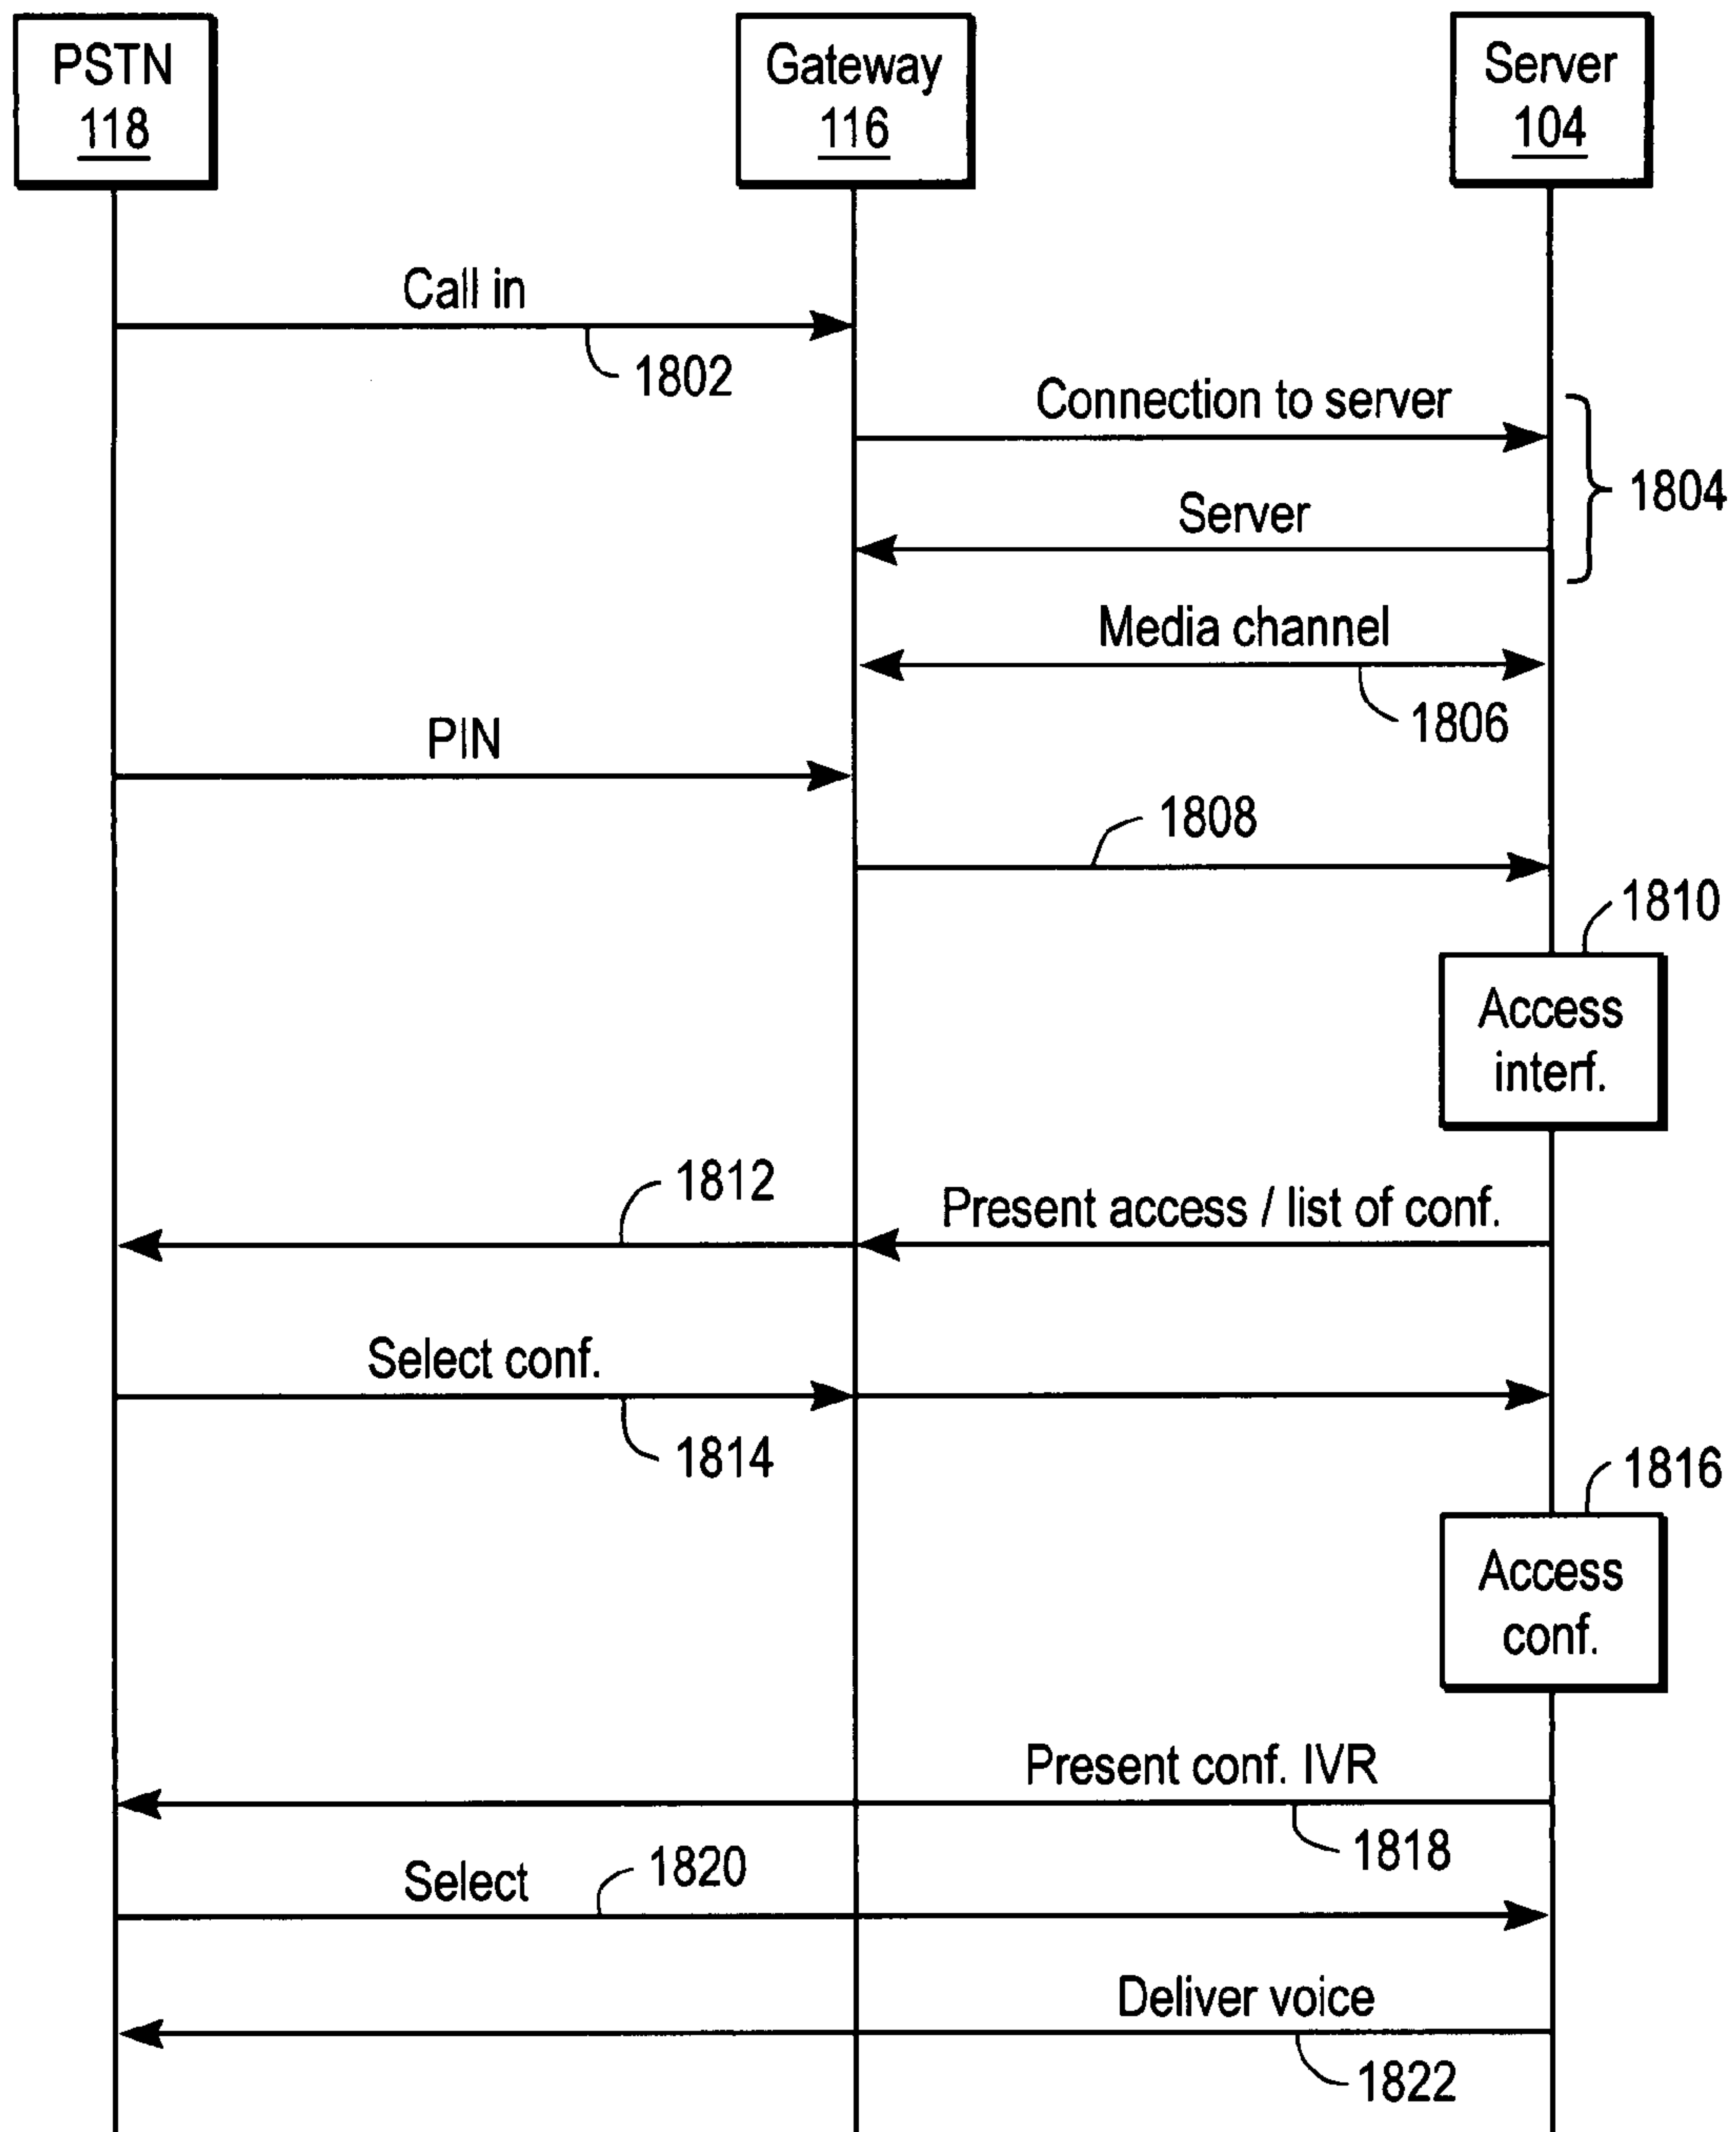 PSTN
118
Gateway
116
Server
104
Call in
1802
Connection to server
1804
Server
Media channel
1806
PIN
1808
1810
Access
interf.
1812
Present access / list of conf.
Select conf.
1814
1816
Access
conf.
Present conf. IVR
1818
Select
1820
Deliver voice
1822